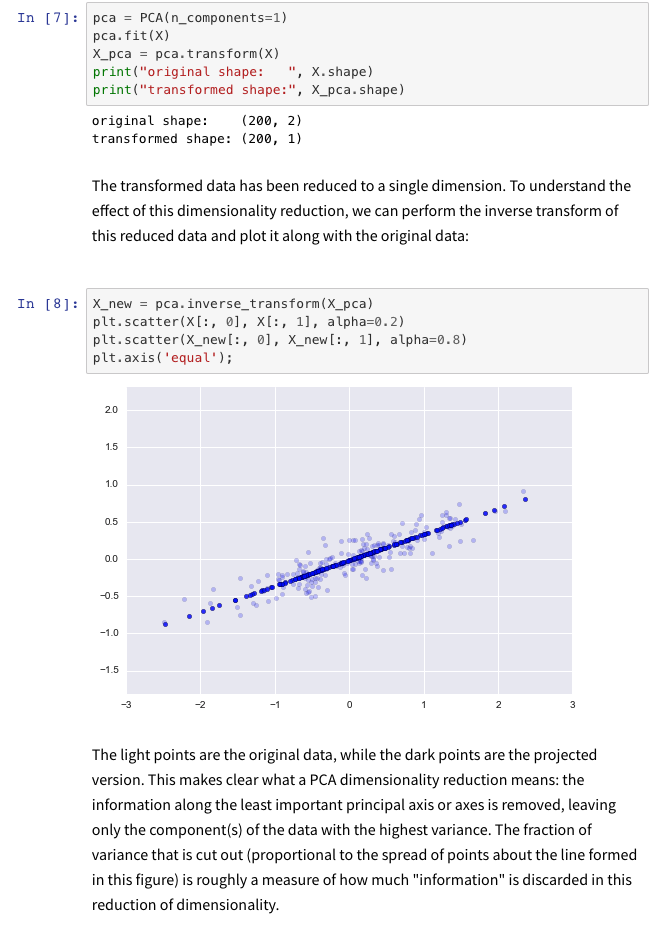 In [7]: pca = PCA(n_components=1)
pca.fit(X)
X_pca = pca.transform(X)
print("original shape:   ", X.shape)
print("transformed shape:", X_pca.shape)
original shape:    (200, 2)
transformed shape: (200, 1)
The transformed data has been reduced to a single dimension. To understand the
effect of this dimensionality reduction, we can perform the inverse transform of
this reduced data and plot it along with the original data:
In [8]: X_new = pca.inverse_transform(X_pca)
plt.scatter(X[:, 0], X[:, 1], alpha=0.2)
plt.scatter(X_new[:, 0], X_new[:, 1], alpha=0.8)
plt.axis('equal');
2.0
1.5
1.0
0.5
0.0
−0.5
−1.0
−1.5
−3 −2 −1 0 1 2 3
The light points are the original data, while the dark points are the projected
version. This makes clear what a PCA dimensionality reduction means: the
information along the least important principal axis or axes is removed, leaving
only the component(s) of the data with the highest variance. The fraction of
variance that is cut out (proportional to the spread of points about the line formed
in this figure) is roughly a measure of how much "information" is discarded in this
reduction of dimensionality.